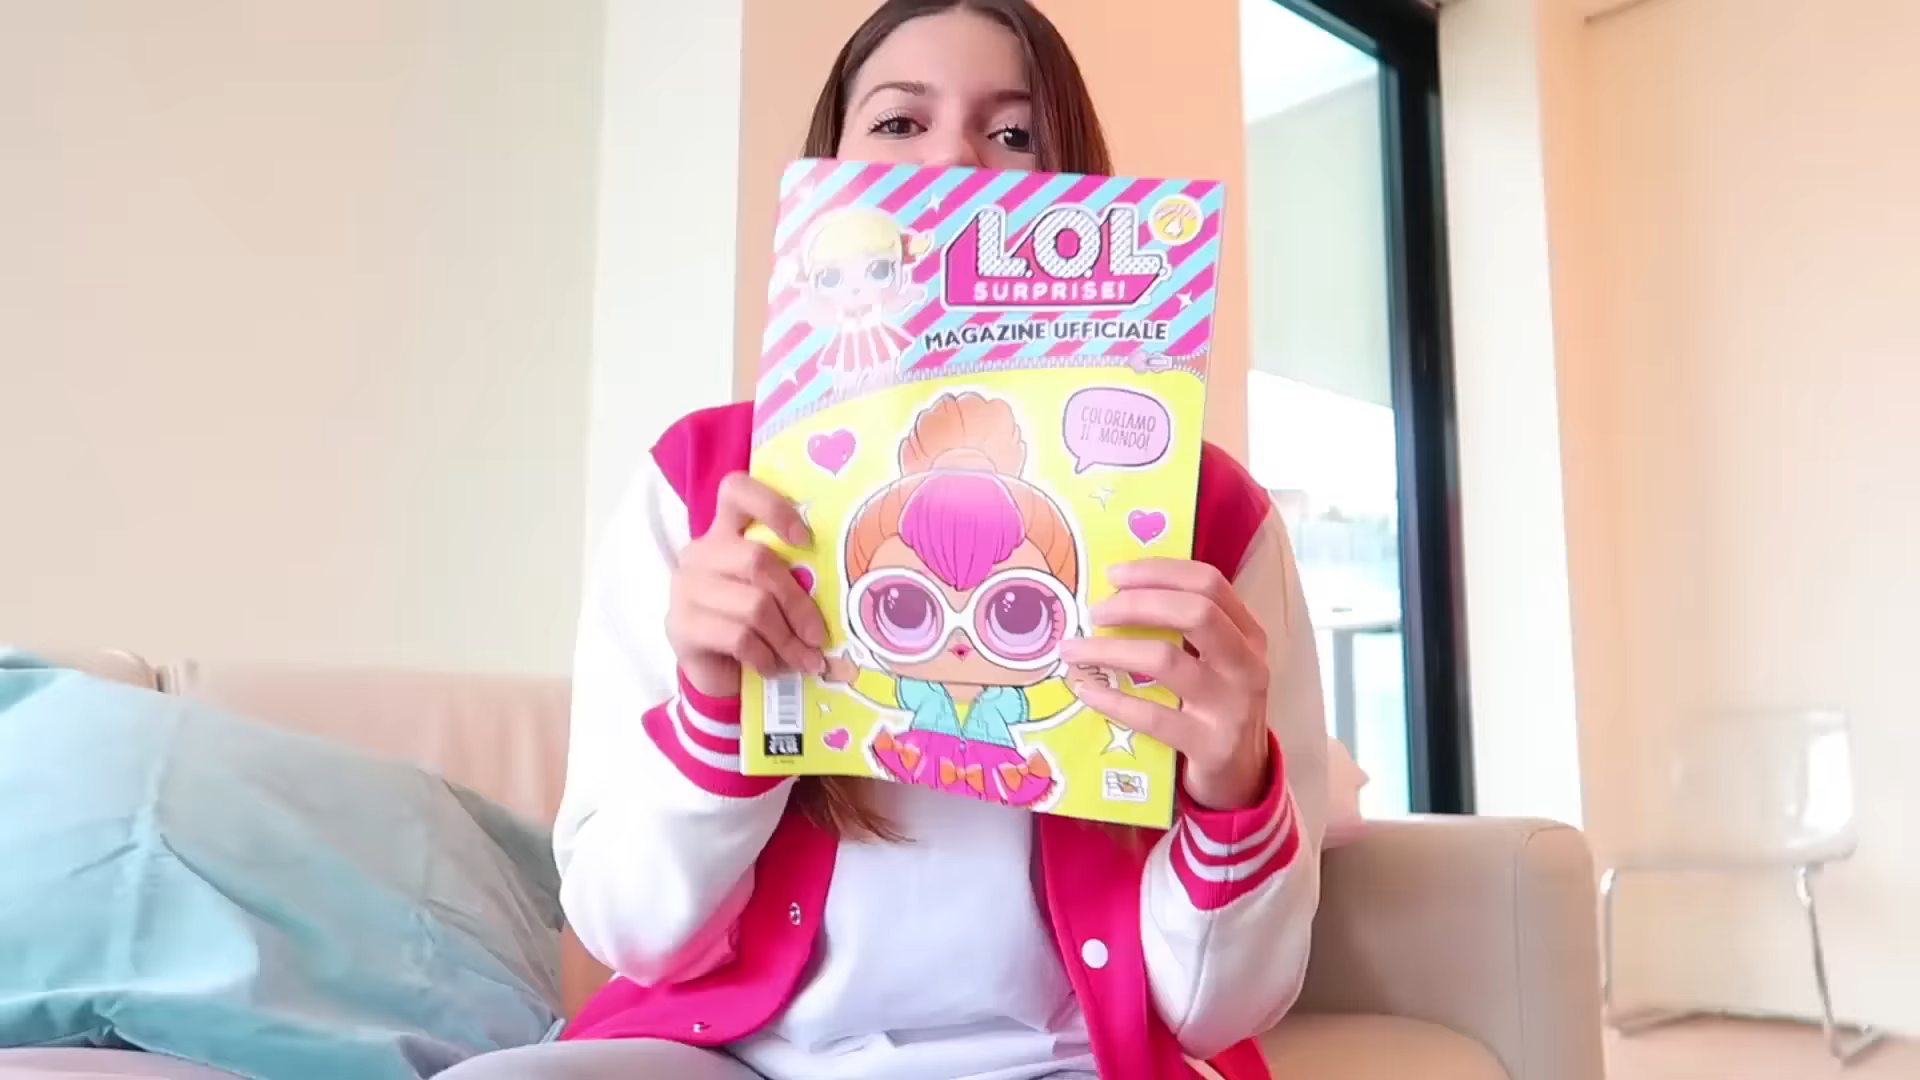 L.O.L.
SURPRISE!
MAGAZINE UFFICIALE
COLORIAMO
IL MONDO!